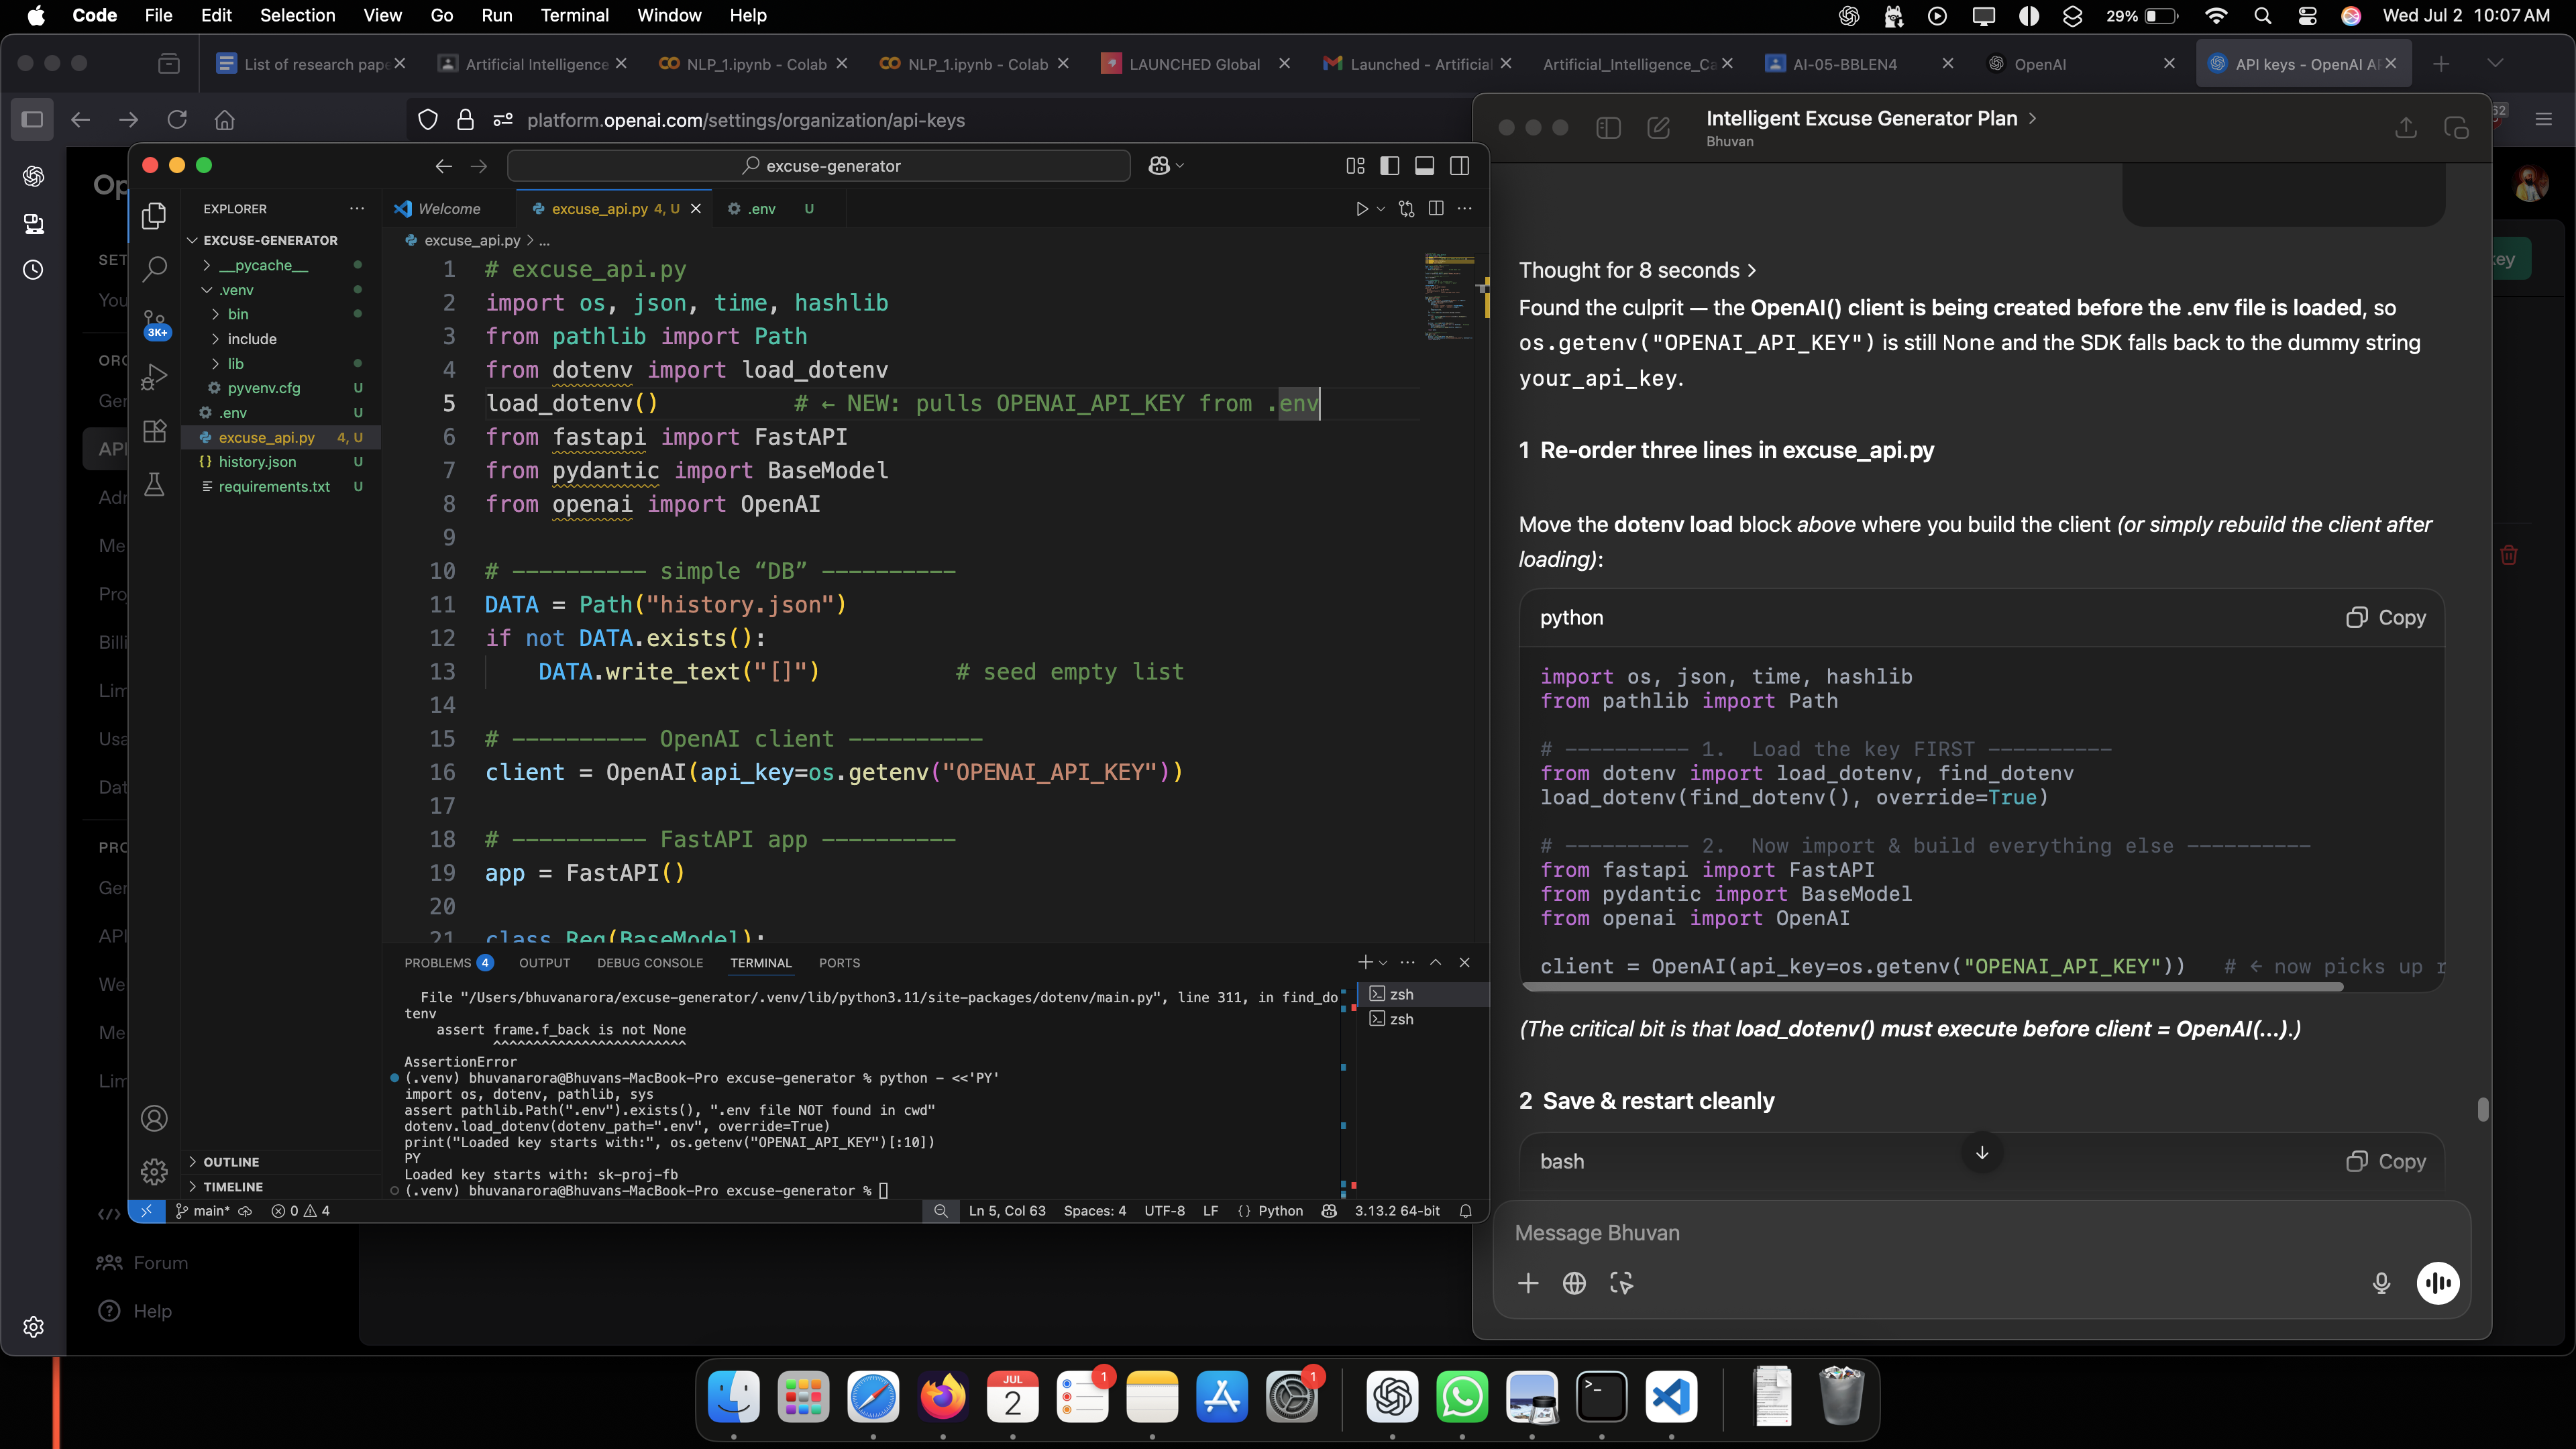 Code File Edit Selection View Go Run Terminal Window Help
29% Wed Jul 2 10:07 AM
List of research pape
Artificial Intelligence
NLP_1.ipynb - Colab
NLP_1.ipynb - Colab
LAUNCHED Global
Launched - Artificial
Artificial_Intelligence_Ca
AI-05-BBLEN4
OpenAI
API keys - OpenAI A
platform.openai.com/settings/organization/api-keys
Forum
Help
excuse-generator
EXPLORER
EXCUSE-GENERATOR
__pycache__
.venv
bin
include
lib
pyvenv.cfg U
.env U
excuse_api.py 4, U
history.json U
requirements.txt U
OUTLINE
TIMELINE
3K+
Welcome
excuse_api.py 4, U
.env U
excuse_api.py > ...
1 # excuse_api.py
2 import os, json, time, hashlib
3 from pathlib import Path
4 from dotenv import load_dotenv
5 load_dotenv() # ← NEW: pulls OPENAI_API_KEY from .env
6 from fastapi import FastAPI
7 from pydantic import BaseModel
8 from openai import OpenAI
9
10 # ---------- simple “DB” ----------
11 DATA = Path("history.json")
12 if not DATA.exists():
13 DATA.write_text("[]") # seed empty list
14
15 # ---------- OpenAI client ----------
16 client = OpenAI(api_key=os.getenv("OPENAI_API_KEY"))
17
18 # ---------- FastAPI app ----------
19 app = FastAPI()
20
21 class Req(BaseModel):
PROBLEMS 4 OUTPUT DEBUG CONSOLE TERMINAL PORTS
File "/Users/bhuvanarora/excuse-generator/.venv/lib/python3.11/site-packages/dotenv/main.py", line 311, in find_do
tenv
assert frame.f_back is not None
^^^^^^^^^^^^^^^^^^^^^^^^
AssertionError
(.venv) bhuvanarora@Bhuvans-MacBook-Pro excuse-generator % python - <<'PY'
import os, dotenv, pathlib, sys
assert pathlib.Path(".env").exists(), ".env file NOT found in cwd"
dotenv.load_dotenv(dotenv_path=".env", override=True)
print("Loaded key starts with:", os.getenv("OPENAI_API_KEY")[:10])
PY
Loaded key starts with: sk-proj-fb
(.venv) bhuvanarora@Bhuvans-MacBook-Pro excuse-generator %
zsh
zsh
main* 0 4
Ln 5, Col 63 Spaces: 4 UTF-8 LF {} Python 3.13.2 64-bit
Intelligent Excuse Generator Plan >
Bhuvan
Thought for 8 seconds >
Found the culprit — the OpenAI() client is being created before the .env file is loaded, so
os.getenv("OPENAI_API_KEY") is still None and the SDK falls back to the dummy string
your_api_key.
1 Re-order three lines in excuse_api.py
Move the dotenv load block above where you build the client (or simply rebuild the client after
loading):
python Copy
import os, json, time, hashlib
from pathlib import Path
# ---------- 1. Load the key FIRST ----------
from dotenv import load_dotenv, find_dotenv
load_dotenv(find_dotenv(), override=True)
# ---------- 2. Now import & build everything else ----------
from fastapi import FastAPI
from pydantic import BaseModel
from openai import OpenAI
client = OpenAI(api_key=os.getenv("OPENAI_API_KEY")) # ← now picks up r
(The critical bit is that load_dotenv() must execute before client = OpenAI(...).)
2 Save & restart cleanly
bash Copy
Message Bhuvan
JUL
2
1
1